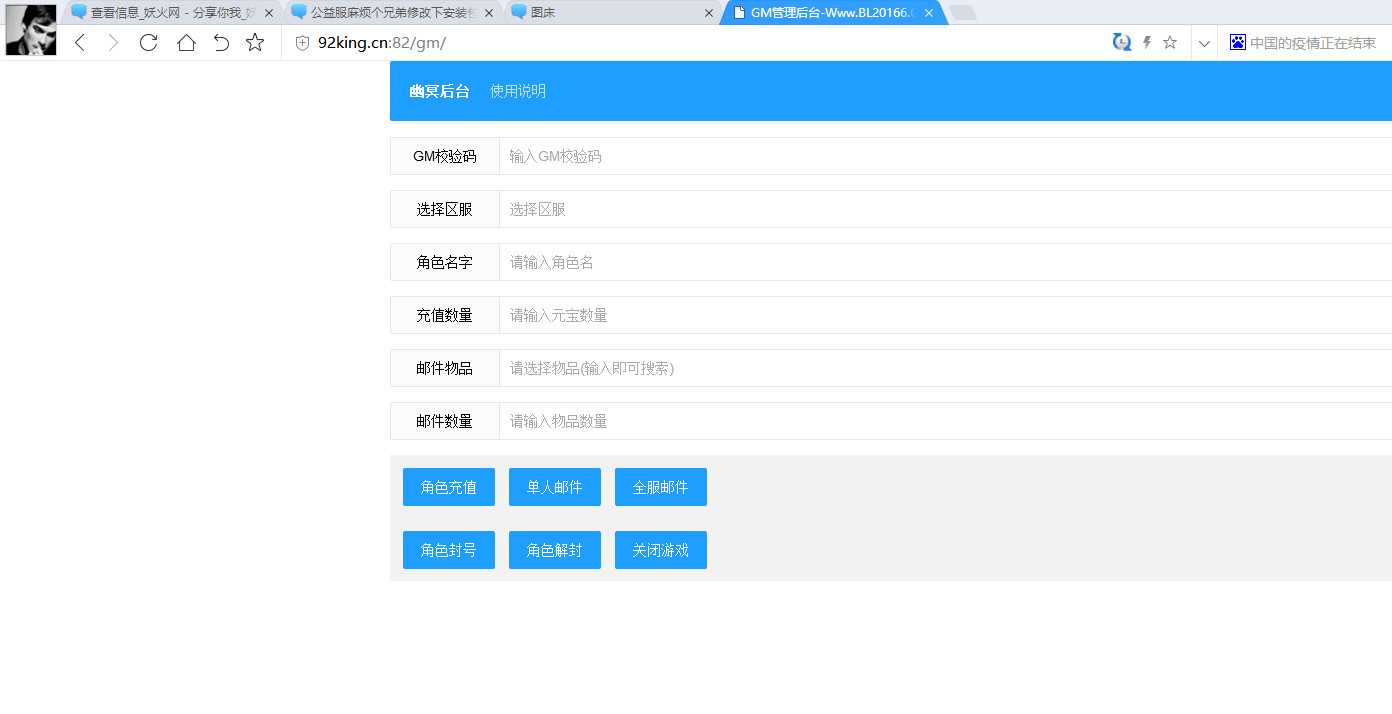 查看信息_妖火网 - 分享你我_妖
公益服麻烦个兄弟修改下安装包
图床
GM管理后台-Www.BL20166.C
92king.cn:82/gm/
中国的疫情正在结束
幽冥后台 使用说明
GM校验码 输入GM校验码
选择区服 选择区服
角色名字 请输入角色名
充值数量 请输入元宝数量
邮件物品 请选择物品(输入即可搜索)
邮件数量 请输入物品数量
角色充值 单人邮件 全服邮件
角色封号 角色解封 关闭游戏